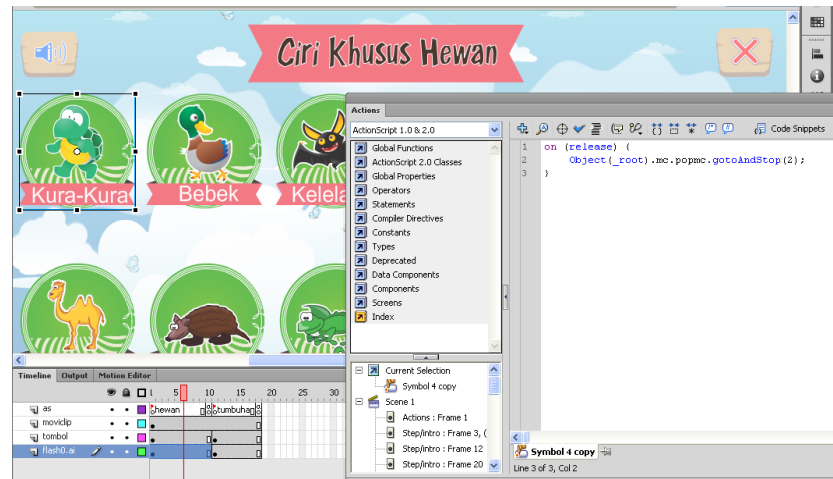 Ciri Khusus Hewan
Kura-Kura
Bebek
Kelela
Actions
ActionScript 1.0 & 2.0
Global Functions
ActionScript 2.0 Classes
Global Properties
Operators
Statements
Compiler Directives
Constants
Types
Deprecated
Data Components
Components
Screens
Index
Current Selection
Symbol 4 copy
Scene 1
Actions : Frame 1
Step/intro : Frame 3, (
Step/intro : Frame 12
Step/intro : Frame 20
Code Snippets
1 on (release) {
2 Object(_root).mc.popmc.gotoAndStop(2);
3 }
Symbol 4 copy
Line 3 of 3, Col 2
Timeline Output Motion Editor
1 5 10 15 20 25 30
as
hewan
tumbuhan
moviclip
tombol
flash0.ai